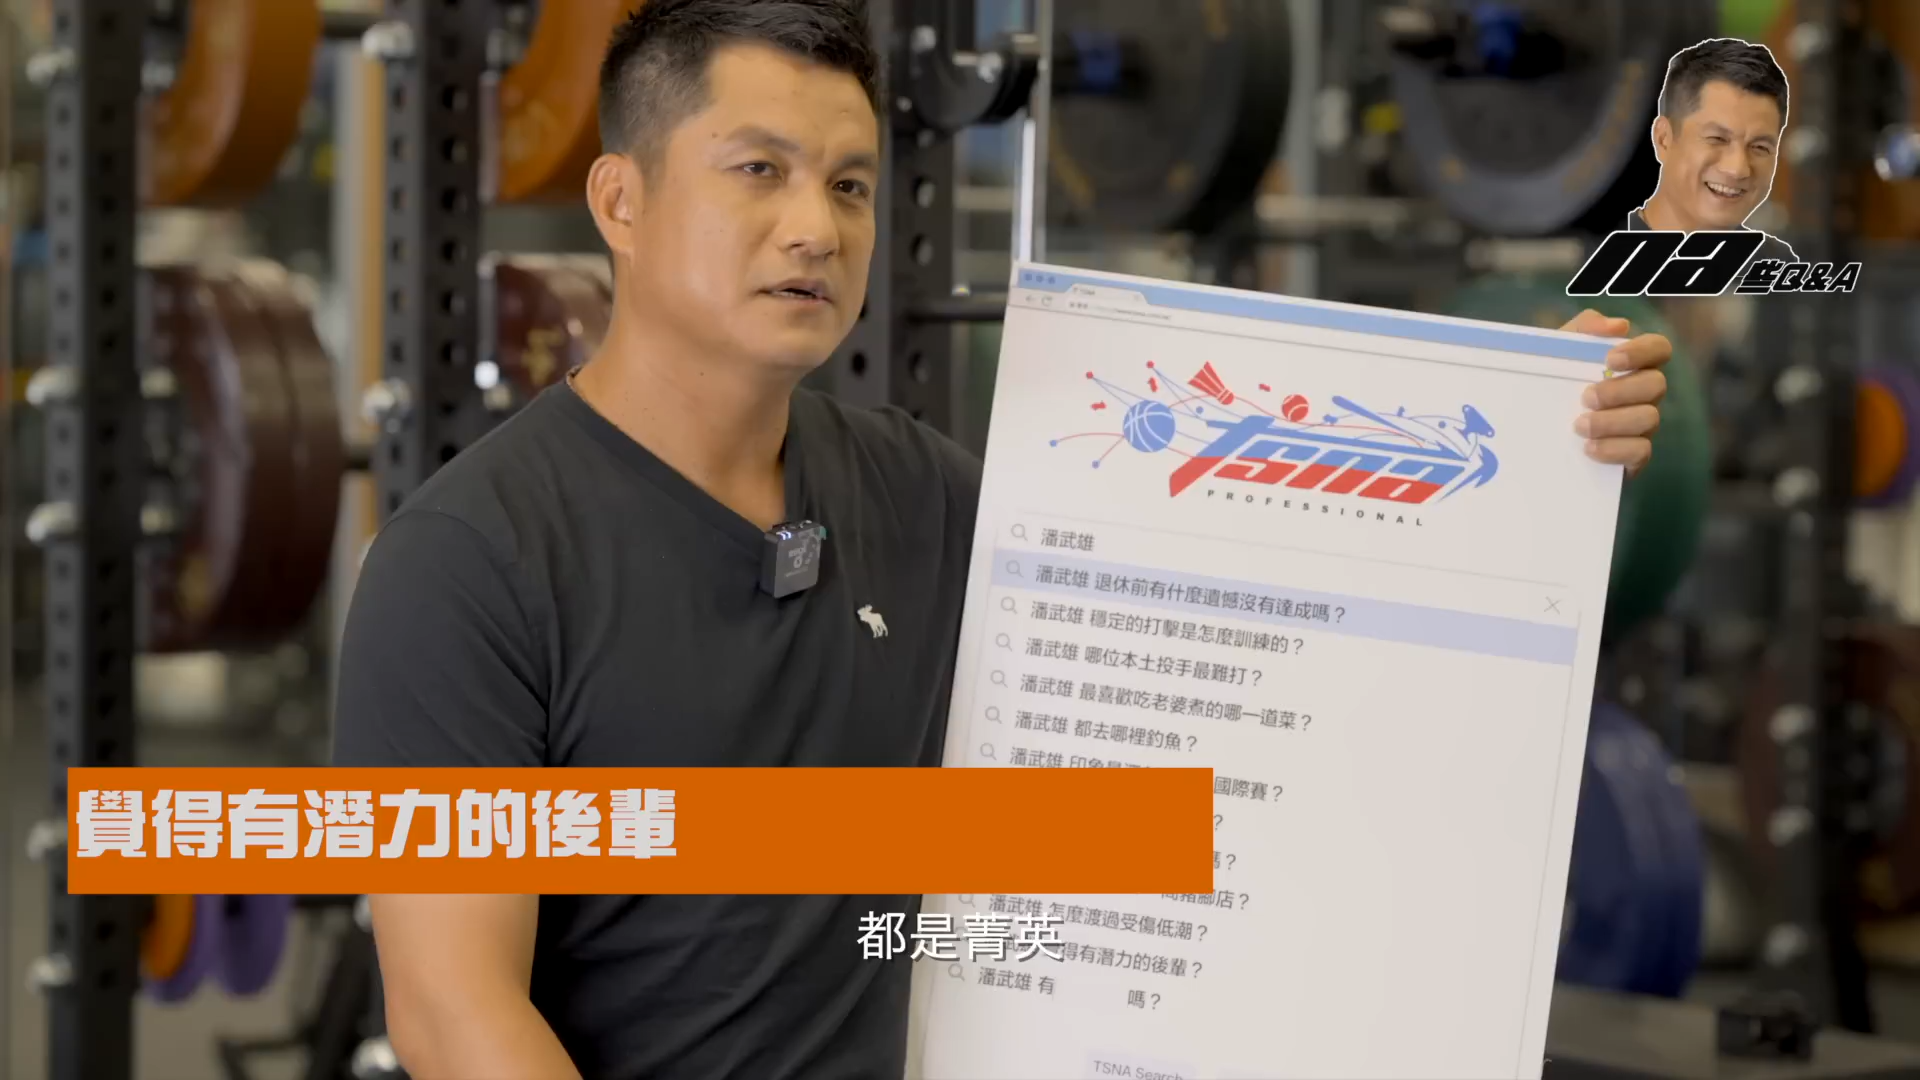 na些Q&A
TSNA
tsna
PROFESSIONAL
潘武雄
潘武雄 退休前有什麼遺憾沒有達成嗎？
潘武雄 穩定的打擊是怎麼訓練的？
潘武雄 哪位本土投手最難打？
潘武雄 最喜歡吃老婆煮的哪一道菜？
潘武雄 都去哪裡釣魚？
潘武雄 印象 國際賽？
？
嗎？
豬腳店？
潘武雄 怎麼渡過受傷低潮？
得有潛力的後輩？
潘武雄 有 嗎？
TSNA Search
覺得有潛力的後輩
都是菁英